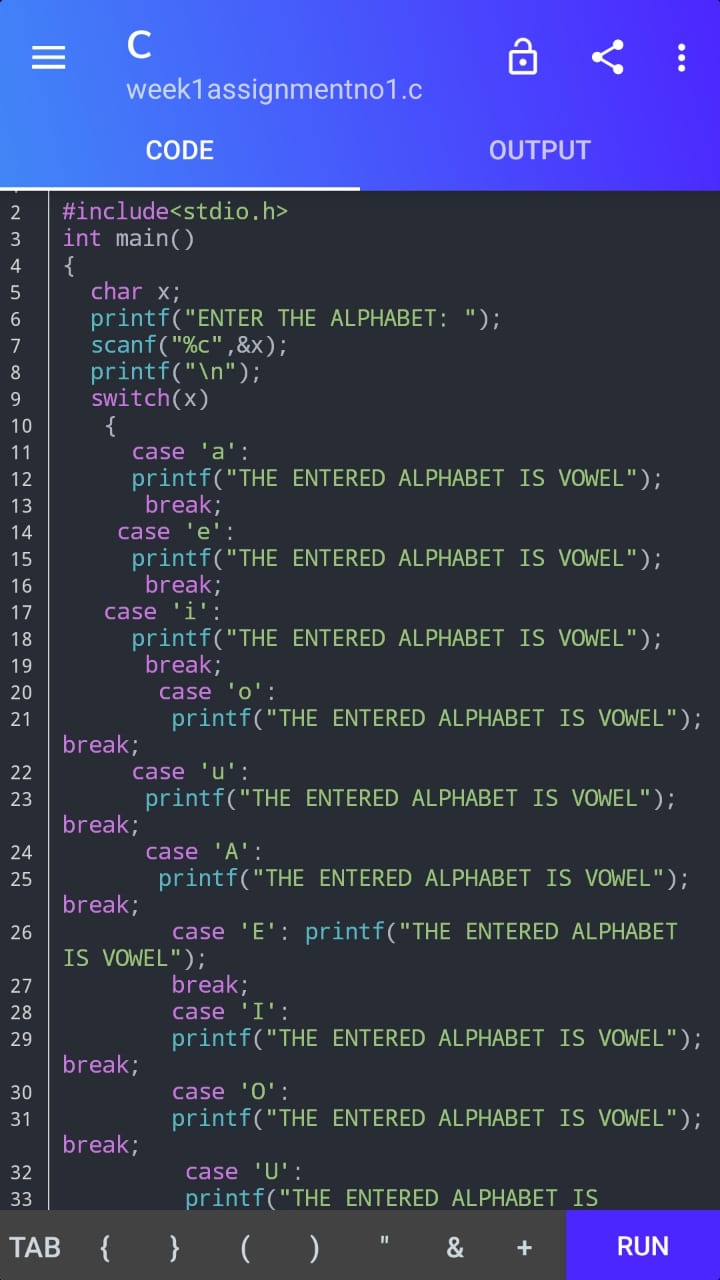 C
week1assignmentno1.c
CODE OUTPUT
2 #include<stdio.h>
3 int main()
4 {
5 char x;
6 printf("ENTER THE ALPHABET: ");
7 scanf("%c",&x);
8 printf("\n");
9 switch(x)
10 {
11 case 'a':
12 printf("THE ENTERED ALPHABET IS VOWEL");
13 break;
14 case 'e':
15 printf("THE ENTERED ALPHABET IS VOWEL");
16 break;
17 case 'i':
18 printf("THE ENTERED ALPHABET IS VOWEL");
19 break;
20 case 'o':
21 printf("THE ENTERED ALPHABET IS VOWEL");
break;
22 case 'u':
23 printf("THE ENTERED ALPHABET IS VOWEL");
break;
24 case 'A':
25 printf("THE ENTERED ALPHABET IS VOWEL");
break;
26 case 'E': printf("THE ENTERED ALPHABET
IS VOWEL");
27 break;
28 case 'I':
29 printf("THE ENTERED ALPHABET IS VOWEL");
break;
30 case 'O':
31 printf("THE ENTERED ALPHABET IS VOWEL");
break;
32 case 'U':
33 printf("THE ENTERED ALPHABET IS
TAB { } ( ) " & + RUN